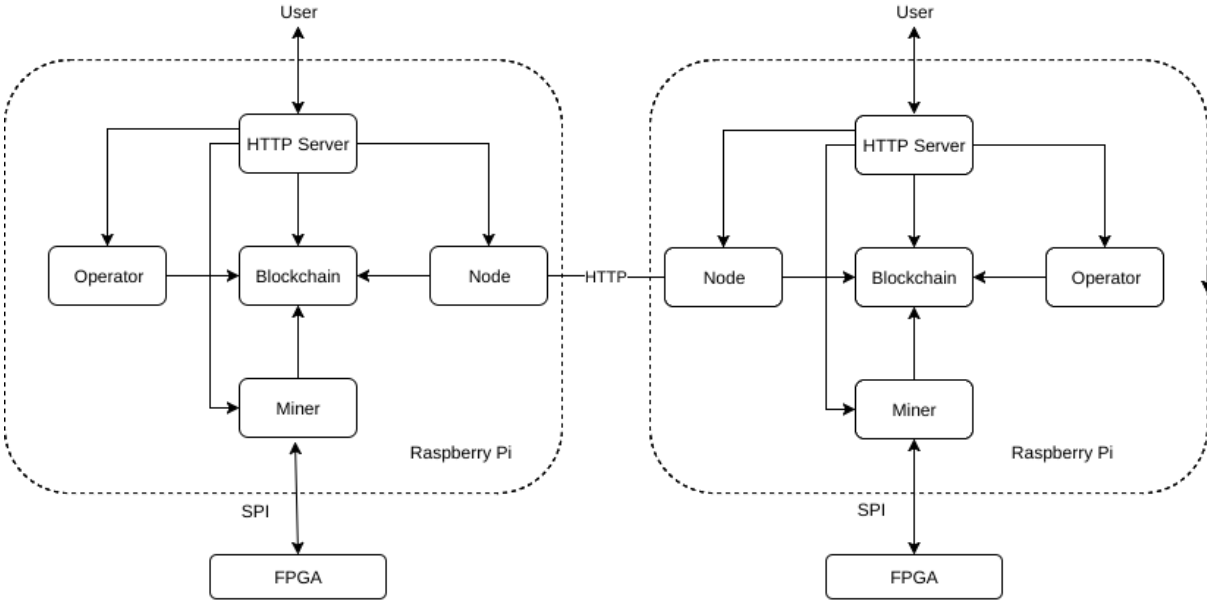 User
User
HTTP Server
HTTP Server
Operator
Blockchain
Node
HTTP
Node
Blockchain
Operator
Miner
Miner
Raspberry Pi
Raspberry Pi
SPI
SPI
FPGA
FPGA